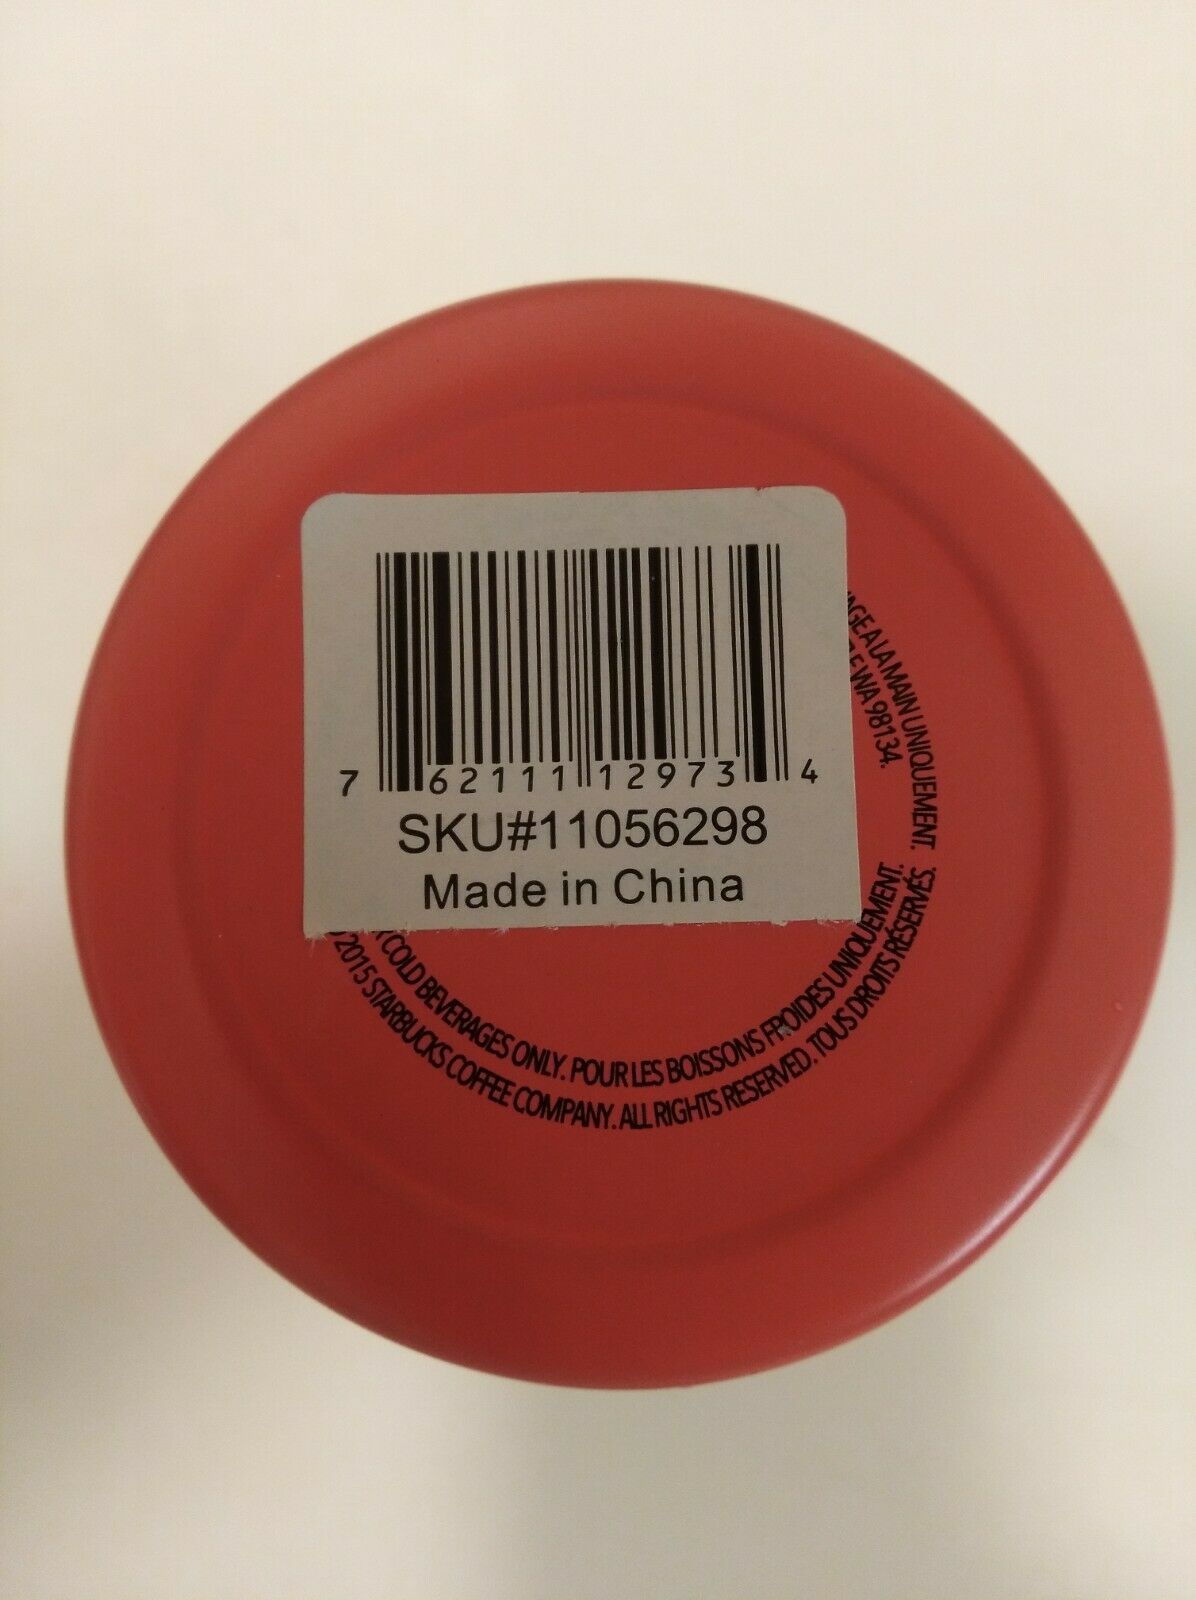 7 62111 12973 4
SKU#11056298
Made in China
À LA MAIN UNIQUEMENT.
WA 98134.
COLD BEVERAGES ONLY. POUR LES BOISSONS FROIDES UNIQUEMENT.
2015 STARBUCKS COFFEE COMPANY. ALL RIGHTS RESERVED. TOUS DROITS RÉSERVÉS.